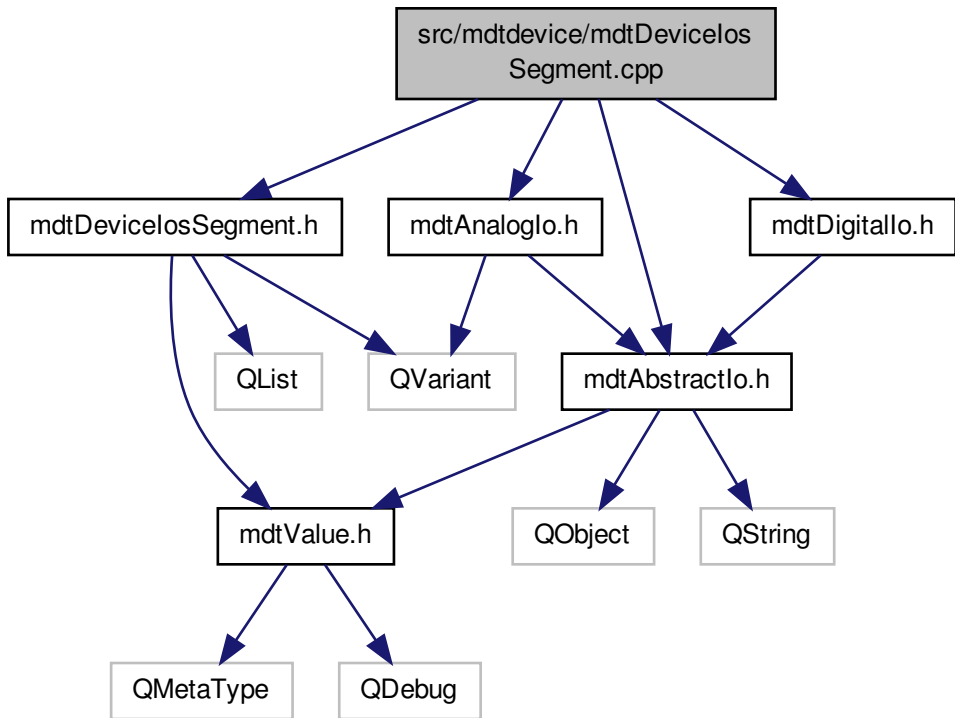 src/mdtdevice/mdtDeviceIos
Segment.cpp
mdtDeviceIosSegment.h
mdtAnalogIo.h
mdtDigitalIo.h
QList
QVariant
mdtAbstractIo.h
mdtValue.h
QObject
QString
QMetaType
QDebug